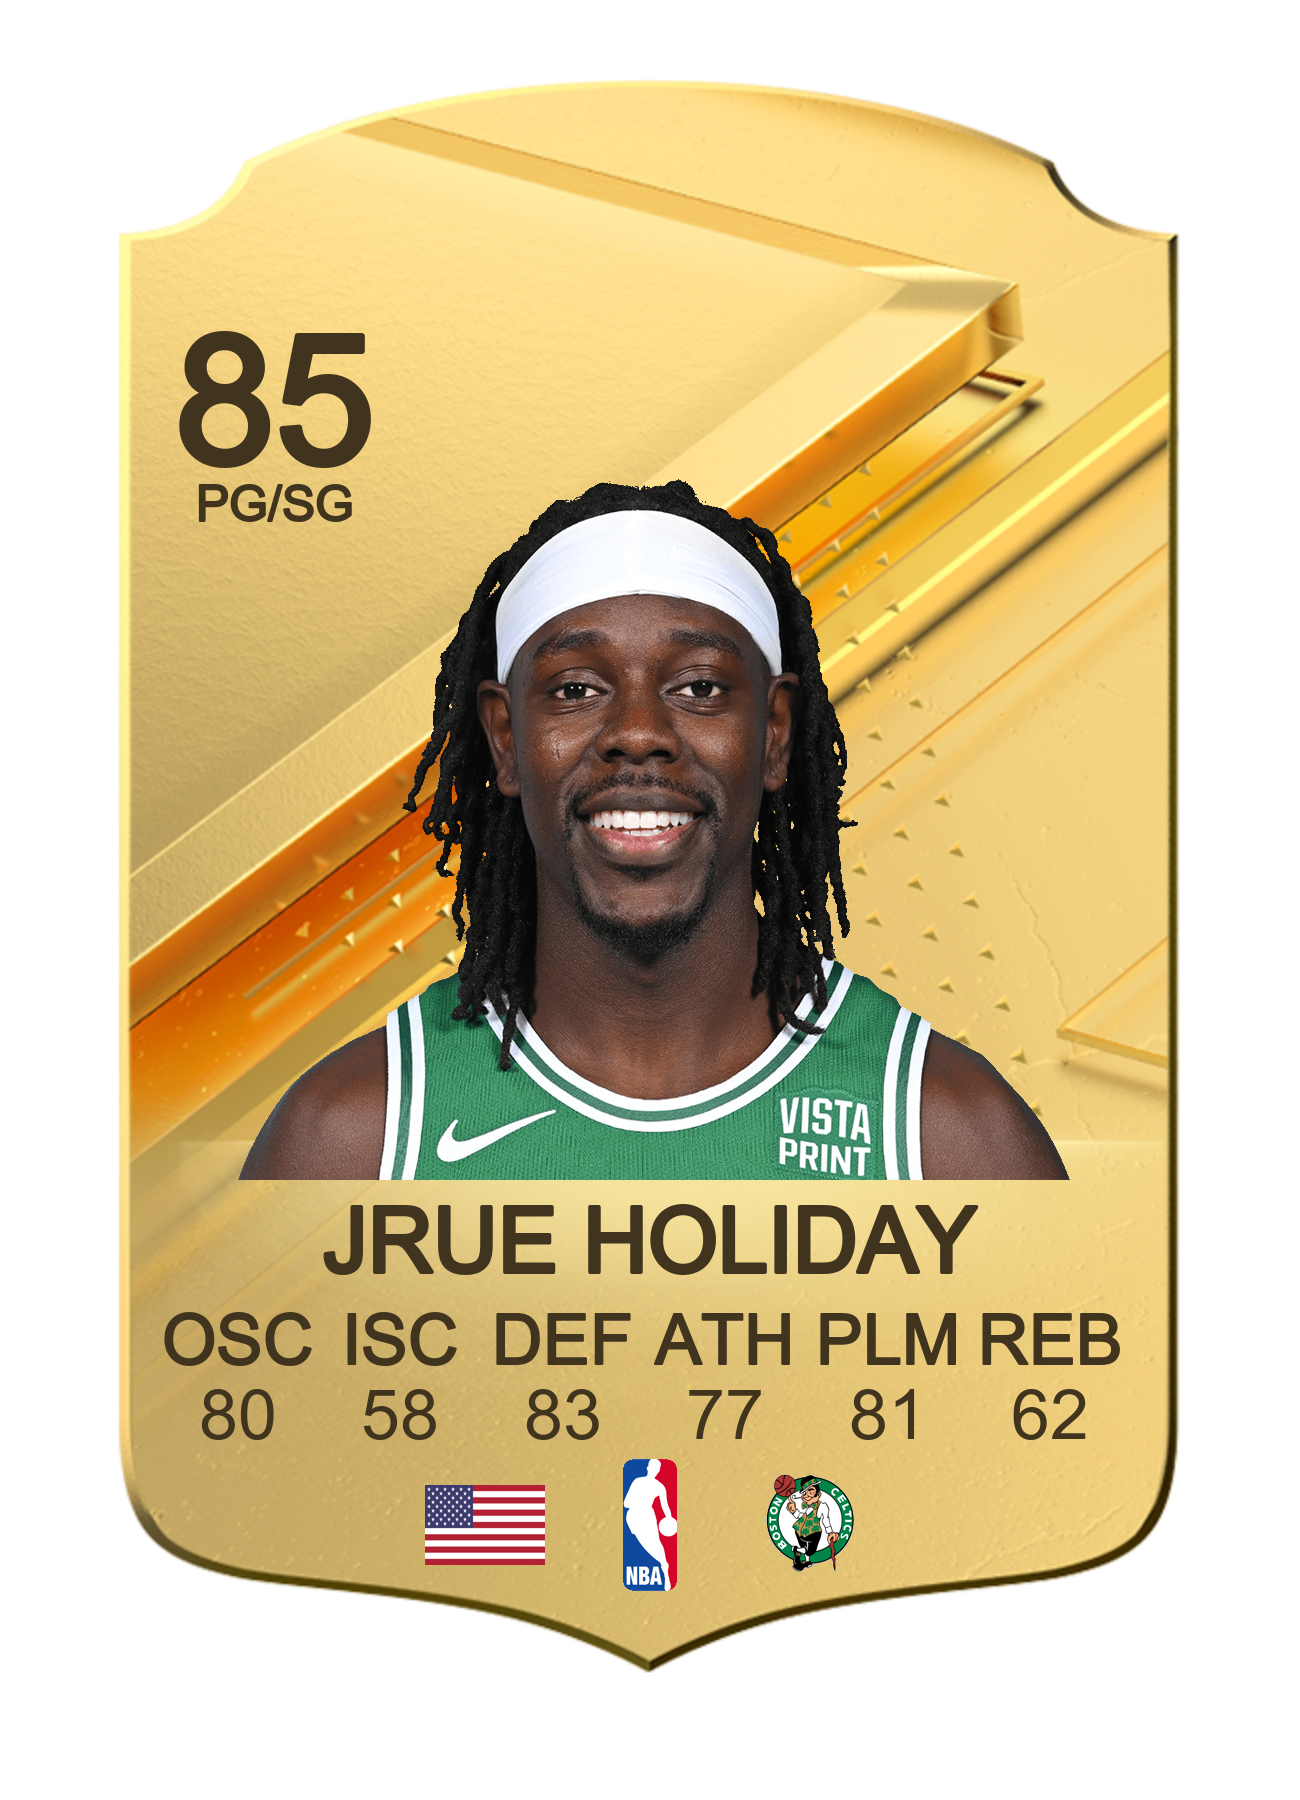 85
PG/SG
VISTA
PRINT
JRUE HOLIDAY
OSC ISC DEF ATH PLM REB
80 58 83 77 81 62
NBA
BOSTON CELTICS